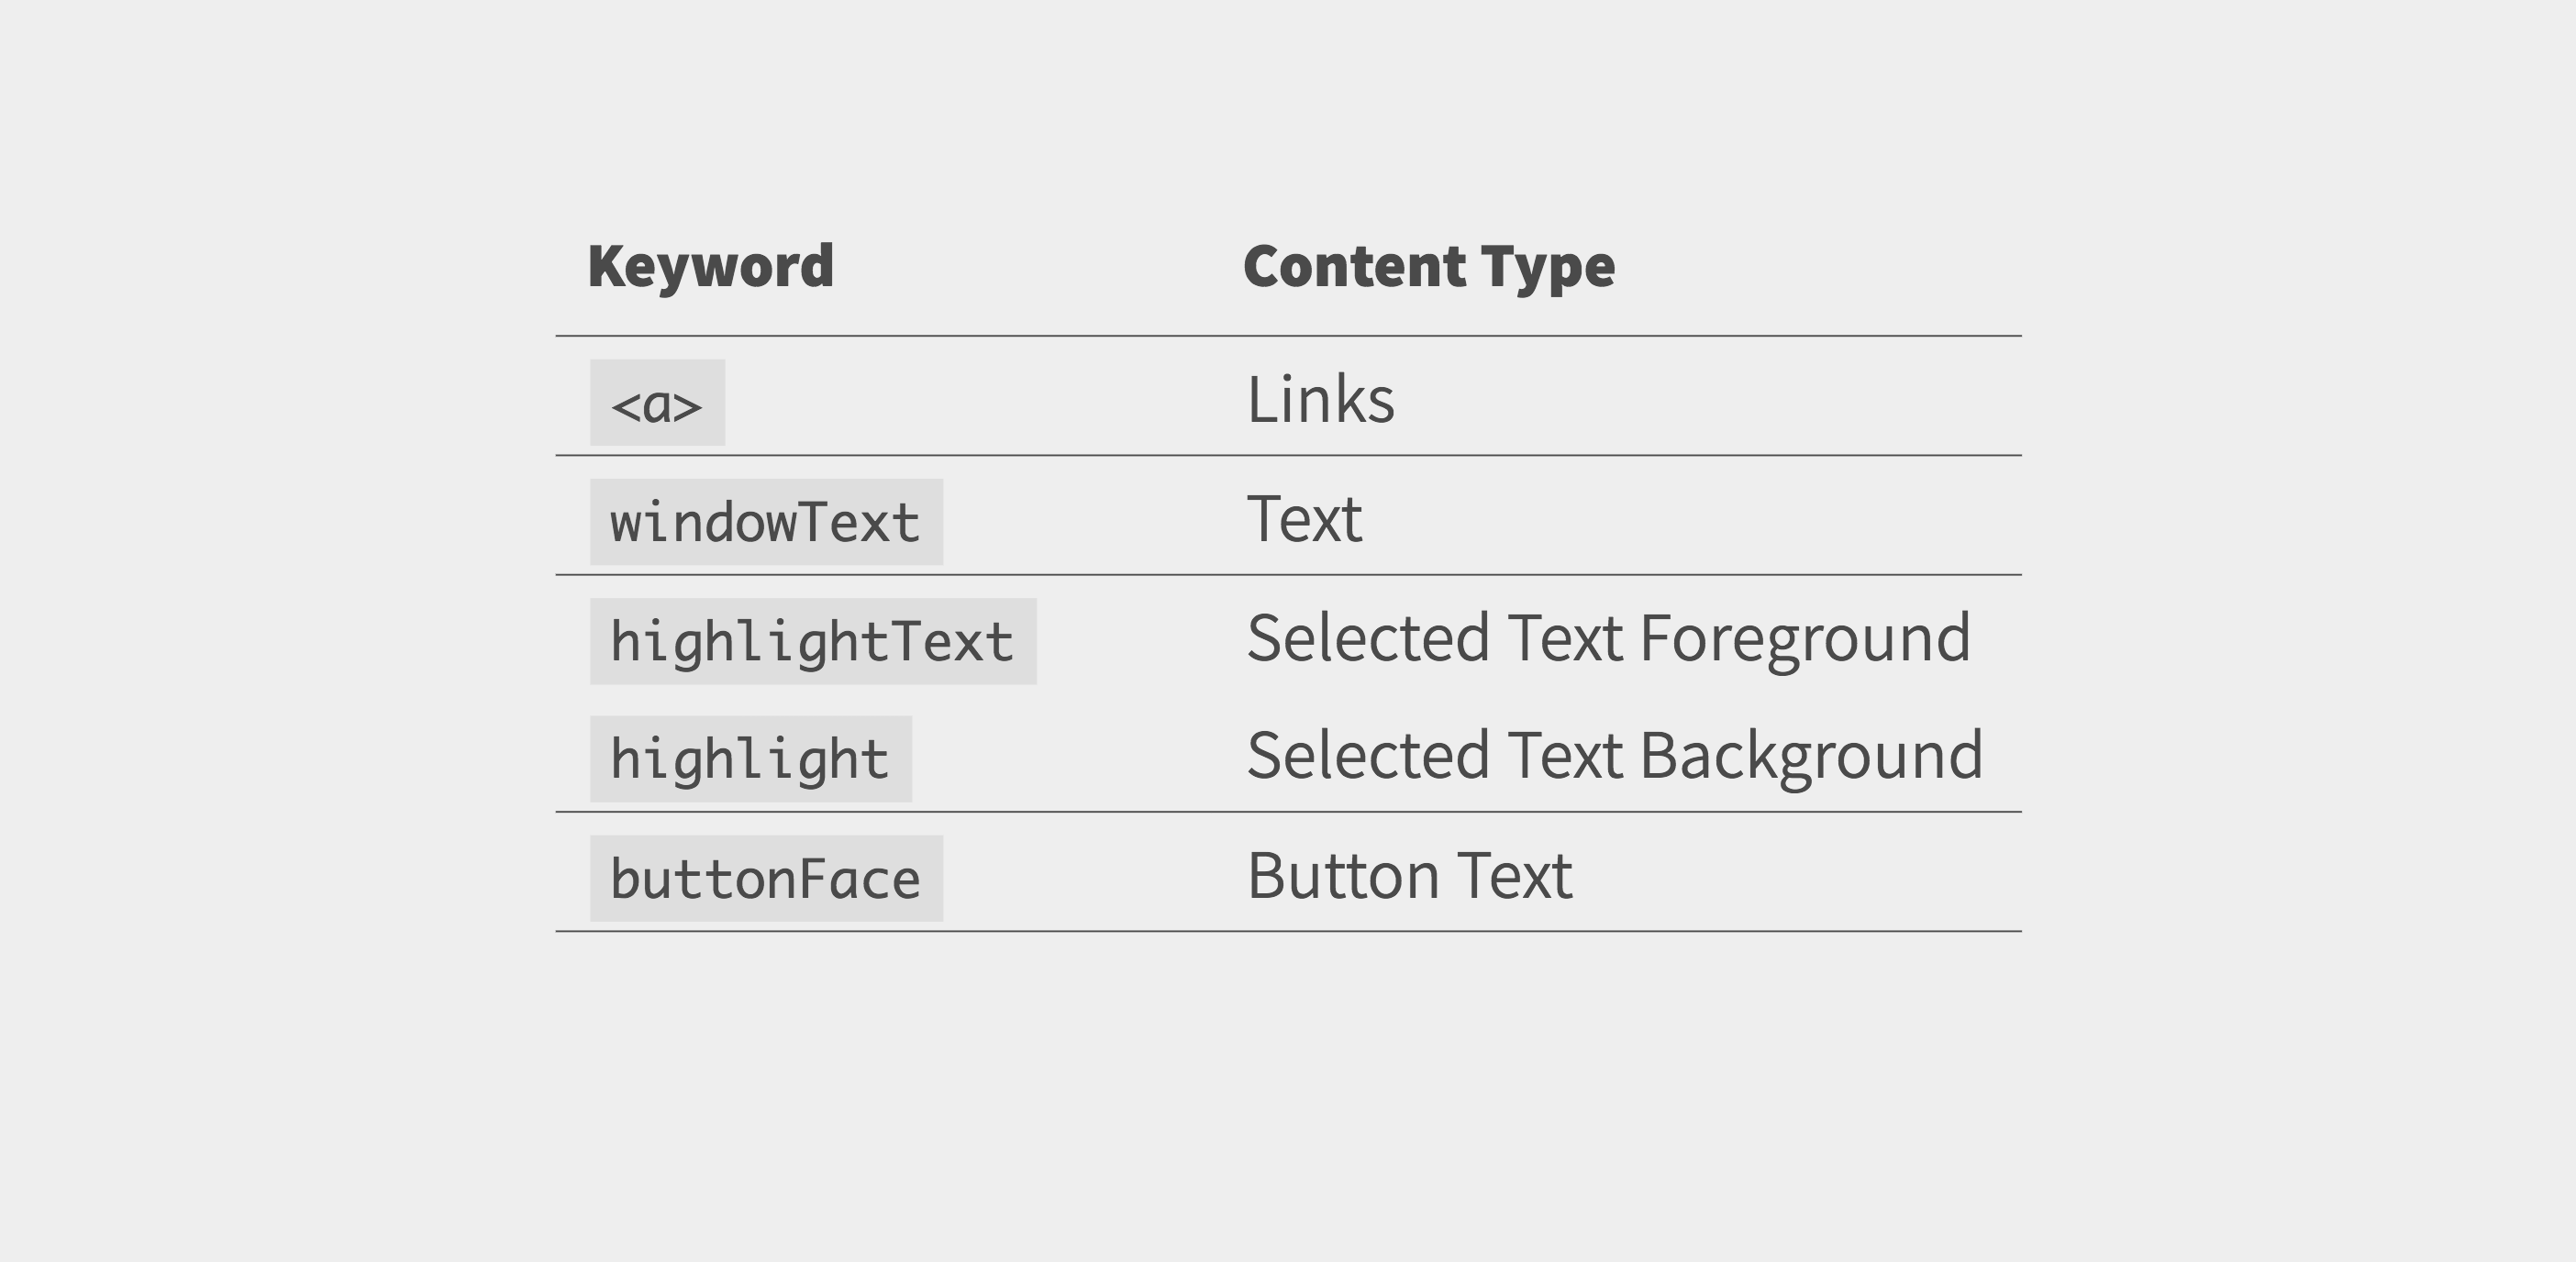 Keyword Content Type
<a> Links
windowText Text
highlightText Selected Text Foreground
highlight Selected Text Background
buttonFace Button Text